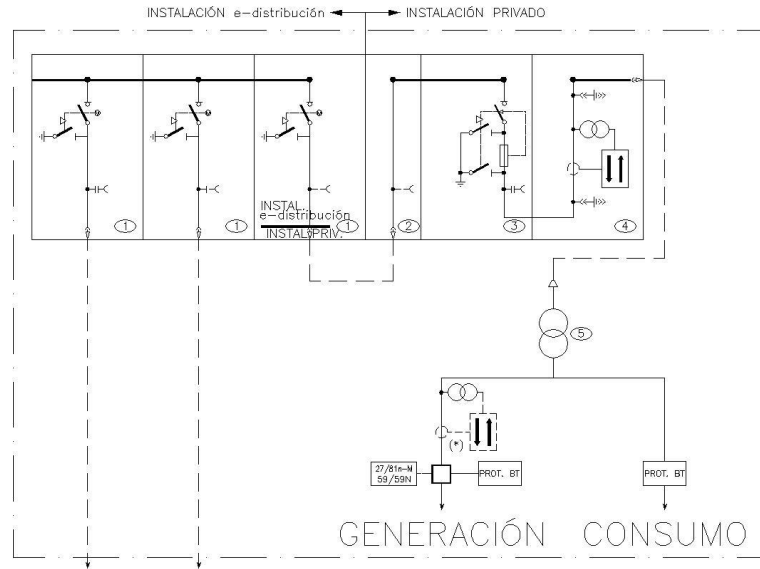 INSTALACIÓN e-distribución
INSTALACIÓN PRIVADO
INSTAL.
e-distribución
INSTAL.PRIV.
1
1
1
2
3
4
5
(*)
27/81m-M
59/59N
PROT. BT
PROT. BT
GENERACIÓN
CONSUMO